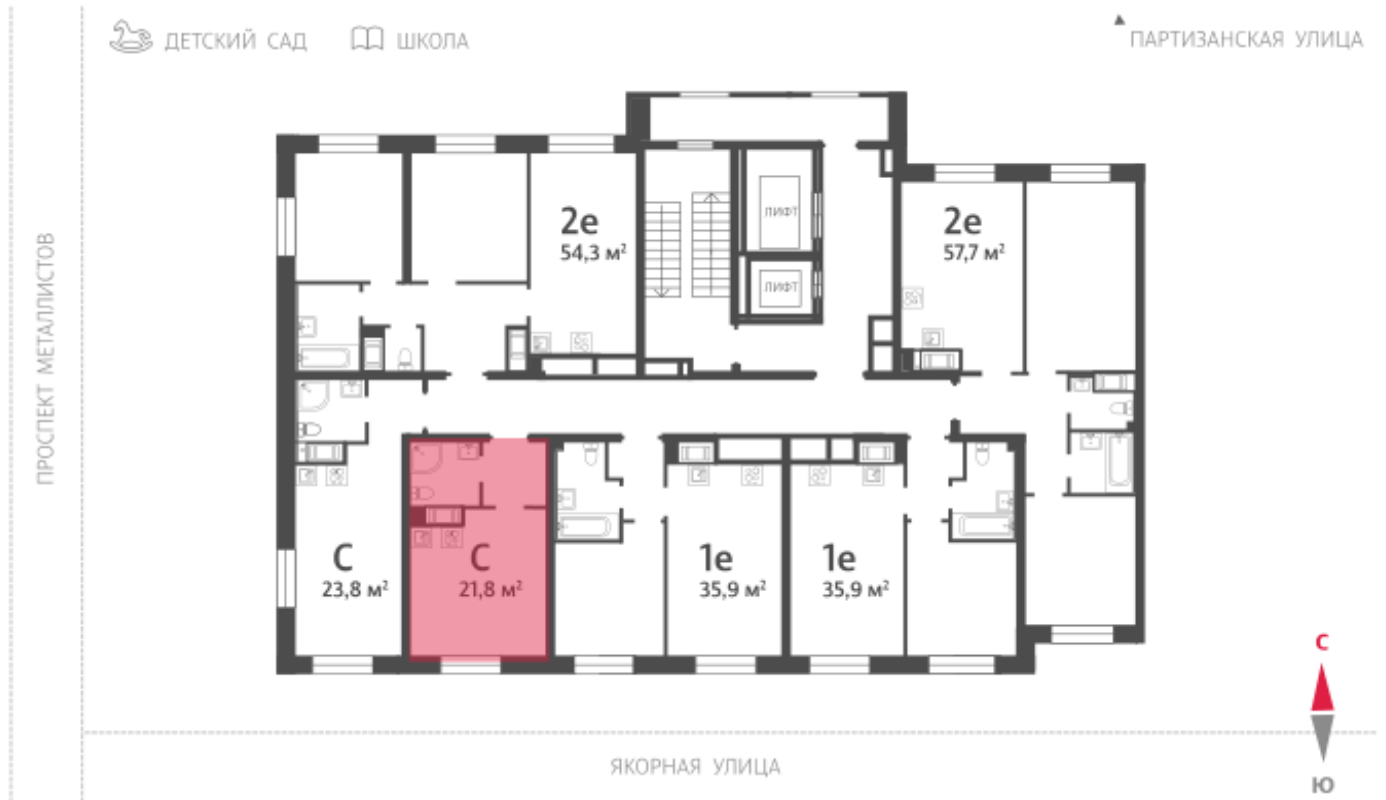 ДЕТСКИЙ САД
ШКОЛА
ПАРТИЗАНСКАЯ УЛИЦА
ПРОСПЕКТ МЕТАЛЛИСТОВ
2е
54,3 м²
ЛИФТ
ЛИФТ
2е
57,7 м²
С
23,8 м²
С
21,8 м²
1е
35,9 м²
1е
35,9 м²
С
Ю
ЯКОРНАЯ УЛИЦА